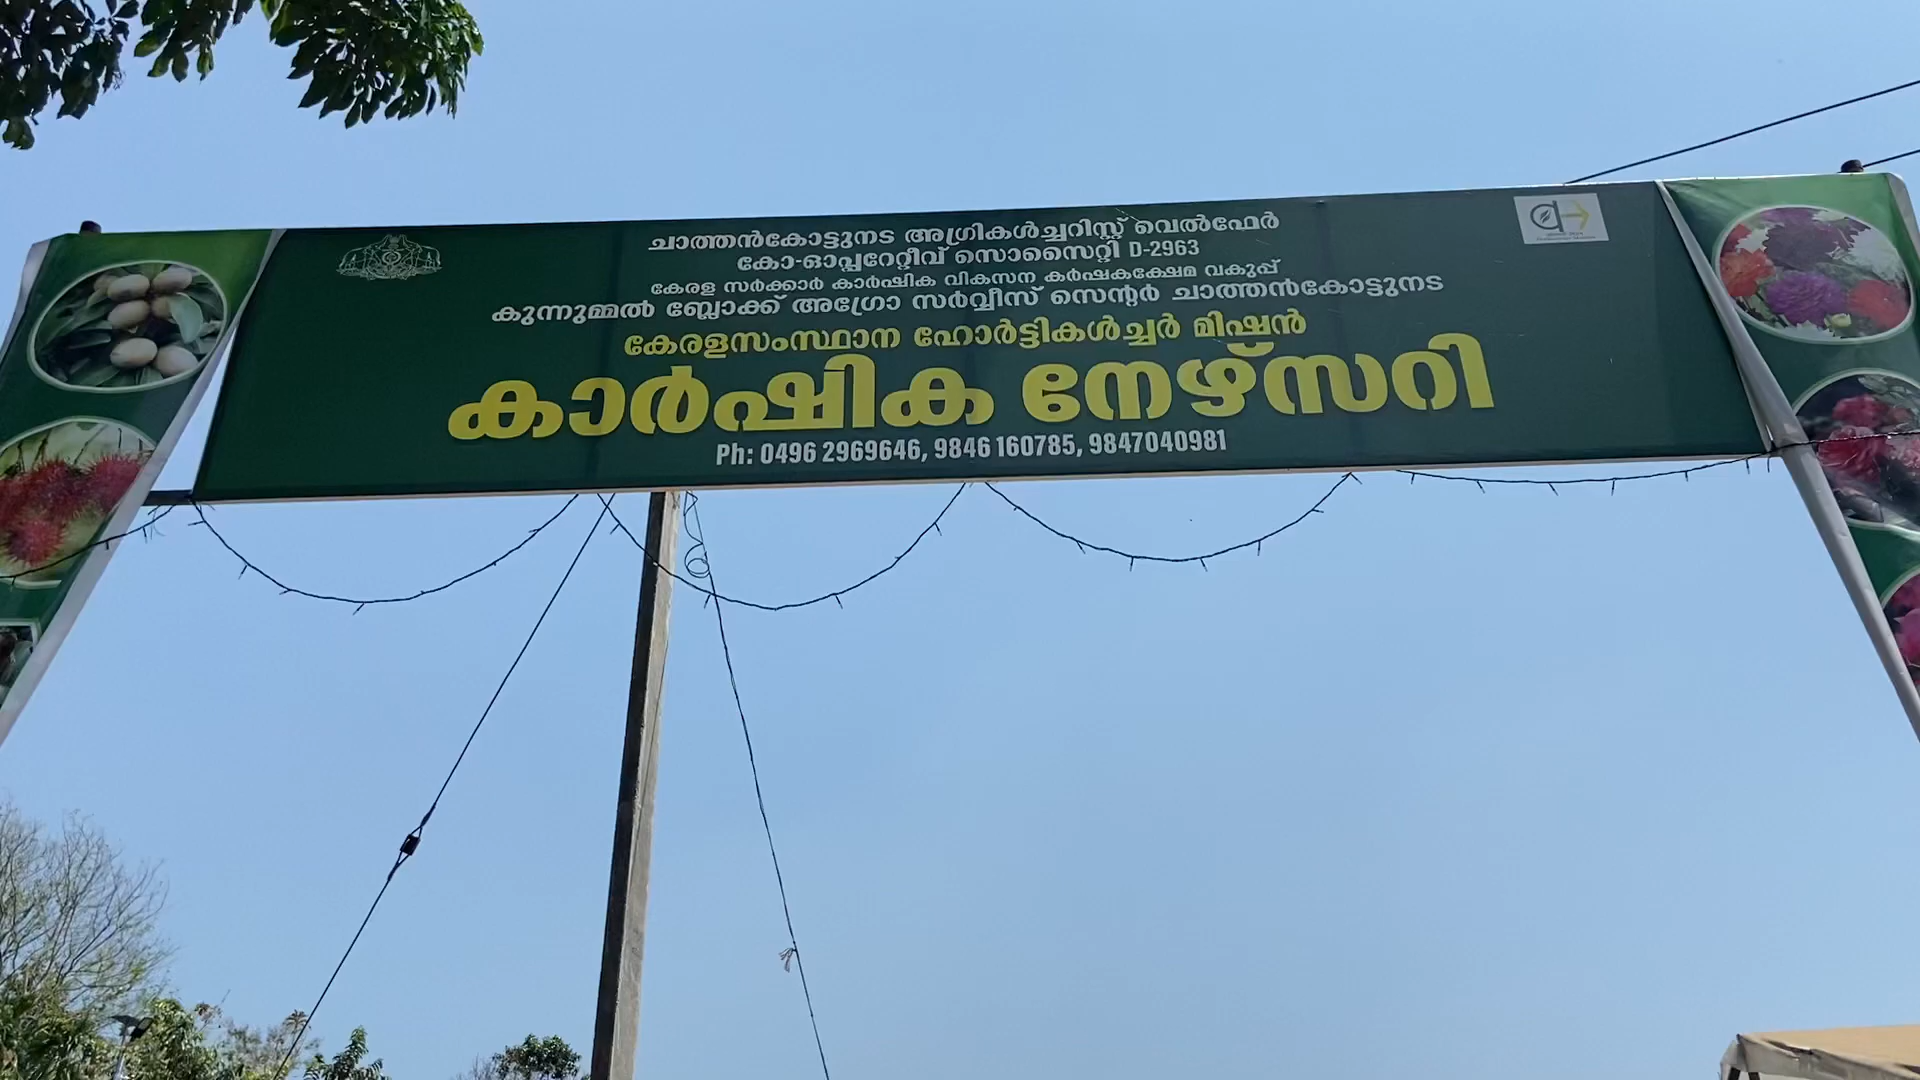 ചാത്തൻകോട്ടുനട അഗ്രികൾച്ചറിസ്റ്റ് വെൽഫേർ
കോ-ഓപ്പറേറ്റീവ് സൊസൈറ്റി D-2963
കേരള സർക്കാർ കാർഷിക വികസന കർഷകക്ഷേമ വകുപ്പ്
കുന്നുമ്മൽ ബ്ലോക്ക് അഗ്രോ സർവ്വീസ് സെന്റർ ചാത്തൻകോട്ടുനട
കേരളസംസ്ഥാന ഹോർട്ടികൾച്ചർ മിഷൻ
കാർഷിക നേഴ്സറി
Ph: 0496 2969646, 9846 160785, 9847040981